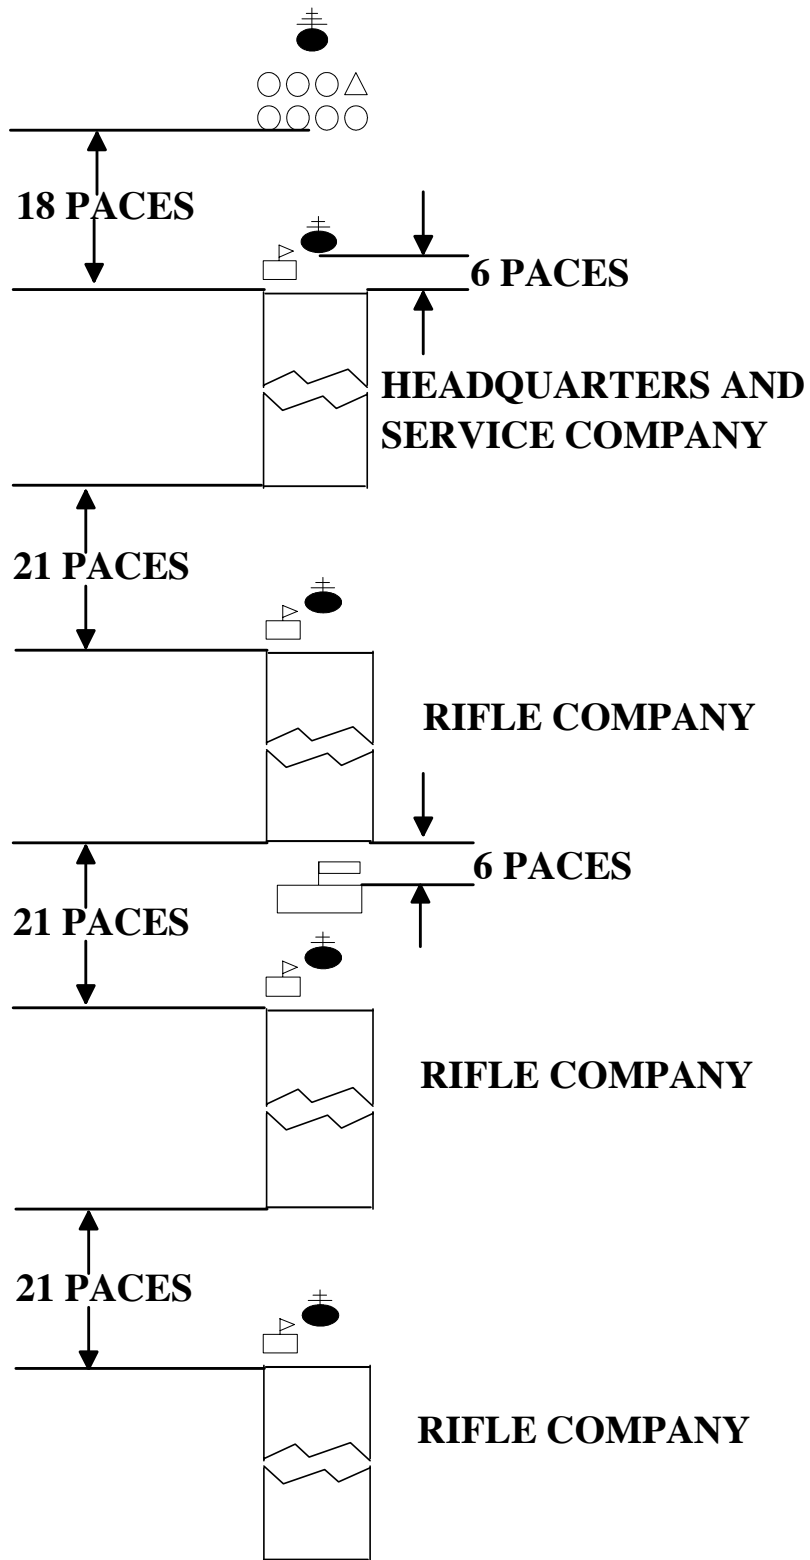 18 PACES
6 PACES
HEADQUARTERS AND
SERVICE COMPANY
21 PACES
RIFLE COMPANY
6 PACES
21 PACES
RIFLE COMPANY
21 PACES
RIFLE COMPANY